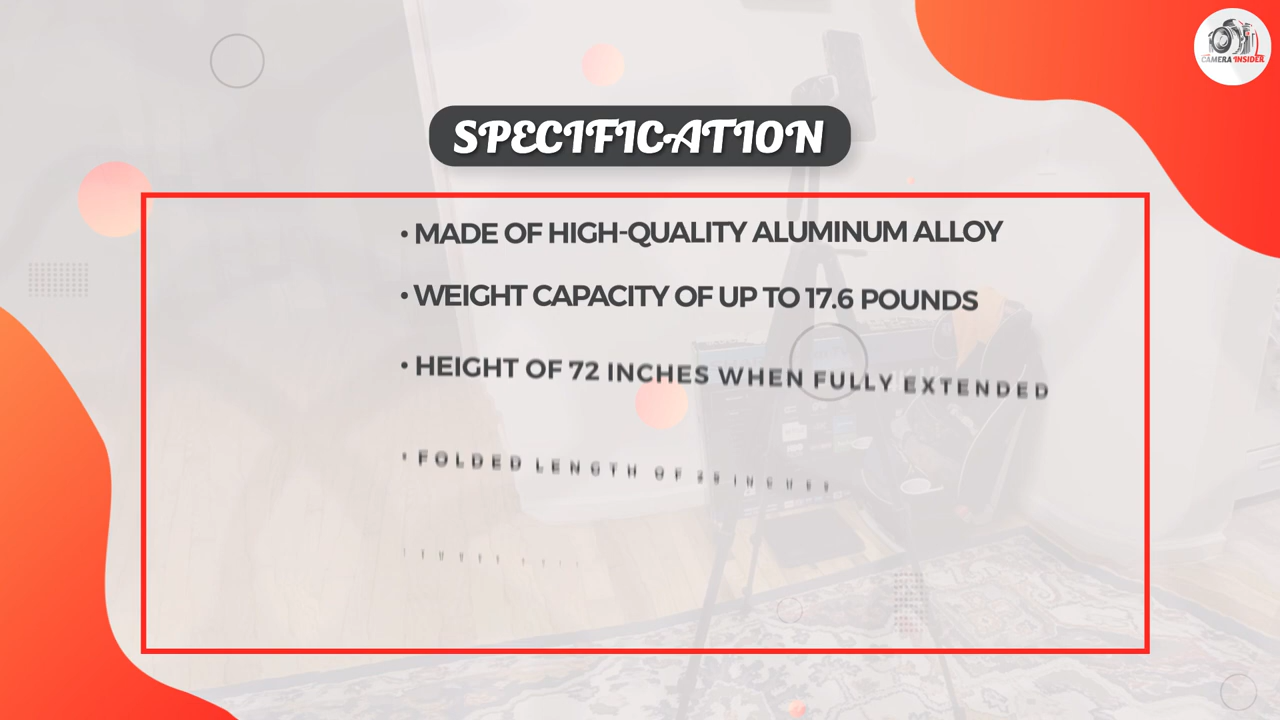 CAMERA INSIDER
SPECIFICATION
• MADE OF HIGH-QUALITY ALUMINUM ALLOY
• WEIGHT CAPACITY OF UP TO 17.6 POUNDS
• HEIGHT OF 72 INCHES WHEN FULLY EXTENDED
• FOLDED LENGTH OF INCHES